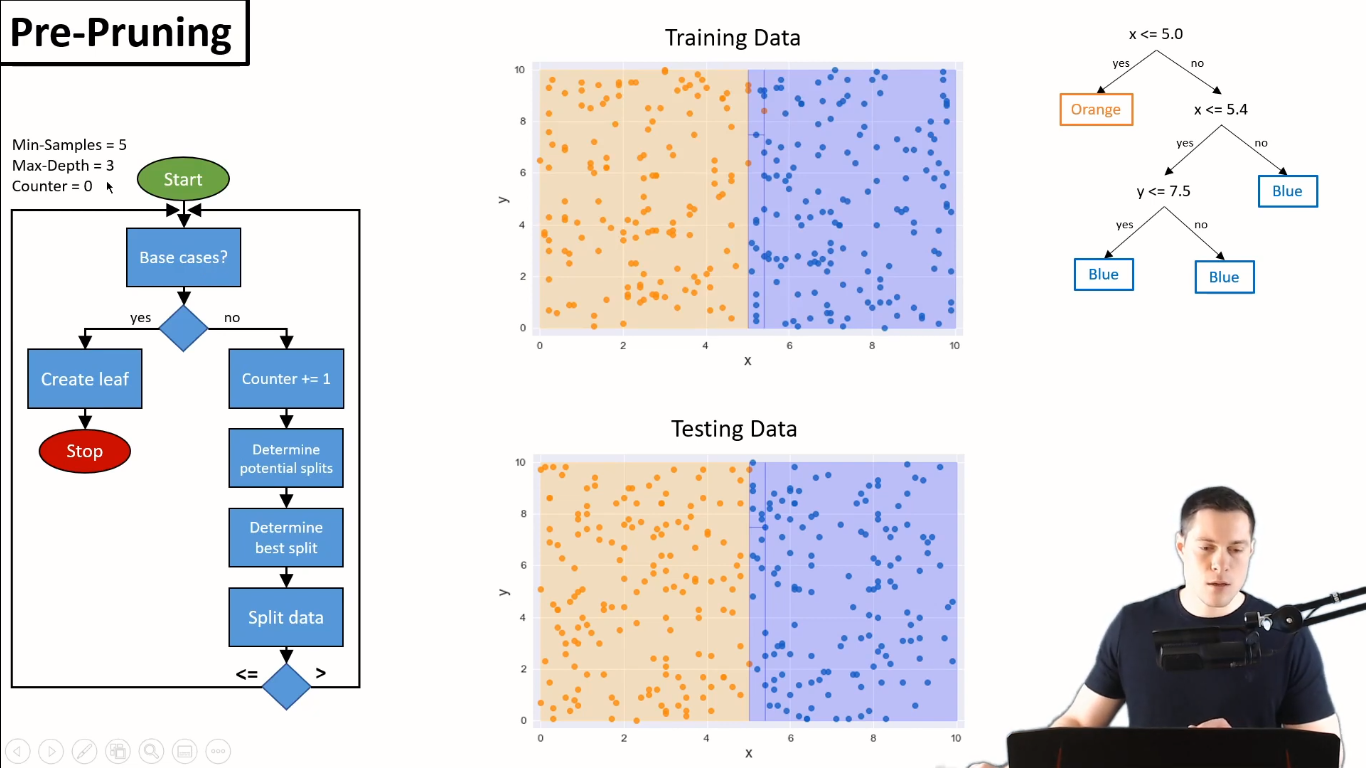 Pre-Pruning
Min-Samples = 5
Max-Depth = 3
Counter = 0
Start
Base cases?
yes
no
Create leaf
Counter += 1
Stop
Determine
potential splits
Determine
best split
Split data
<=
>
Training Data
10
8
6
4
2
0
y
0 2 4 6 8 10
x
Testing Data
10
8
6
4
2
0
y
0 2 4 6 8 10
x
x <= 5.0
yes
no
Orange
x <= 5.4
yes
no
y <= 7.5
Blue
yes
no
Blue
Blue